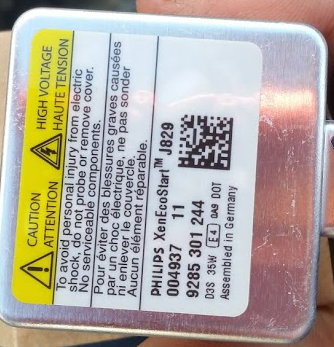 CAUTION
ATTENTION
HIGH VOLTAGE
HAUTE TENSION
To avoid personal injury from electric
shock, do not probe or remove cover.
No serviceable components.
Pour éviter des blessures graves causées
par un choc électrique, ne pas sonder
ni enlever le couvercle.
Aucun élément réparable.
PHILIPS XenEcoStart™ J829
004937 11
9285 301 244
D3S 35W E4 0A9 DOT
Assembled in Germany